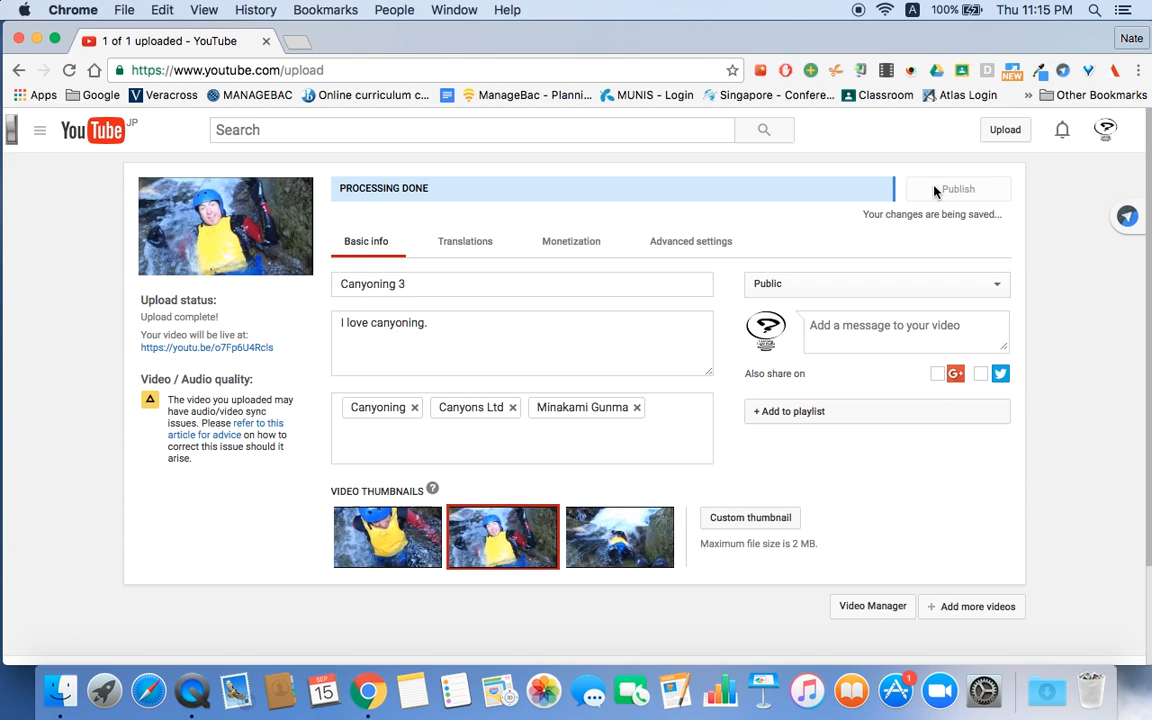 Chrome File Edit View History Bookmarks People Window Help A 100% Thu 11:15 PM
1 of 1 uploaded - YouTube Nate
https://www.youtube.com/upload NEW
Apps Google Veracross MANAGEBAC Online curriculum c... ManageBac - Planni... MUNIS - Login Singapore - Confere... Classroom Atlas Login » Other Bookmarks
YouTube JP Search Upload
PROCESSING DONE Publish
Your changes are being saved...
Basic info Translations Monetization Advanced settings
Canyoning 3 Public
Upload status:
Upload complete!
Your video will be live at:
https://youtu.be/o7Fp6U4Rcls
I love canyoning.
Add a message to your video
Also share on G+
Video / Audio quality:
The video you uploaded may
have audio/video sync
issues. Please refer to this
article for advice on how to
correct this issue should it
arise.
Canyoning Canyons Ltd Minakami Gunma
+ Add to playlist
VIDEO THUMBNAILS ?
Custom thumbnail
Maximum file size is 2 MB.
Video Manager + Add more videos
SEP
15
1